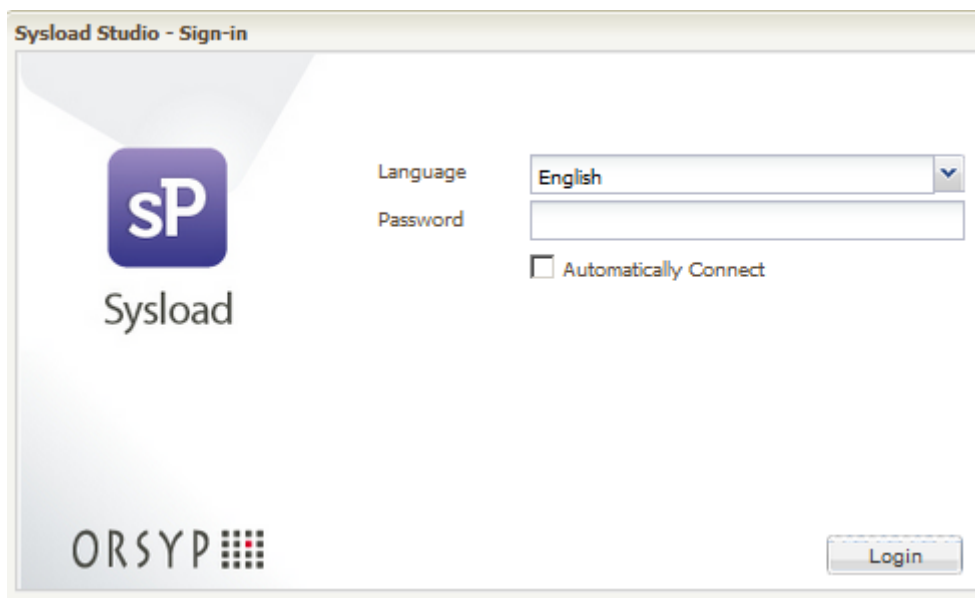 Sysload Studio - Sign-in
sP
Sysload
Language English
Password
Automatically Connect
ORSYP
Login